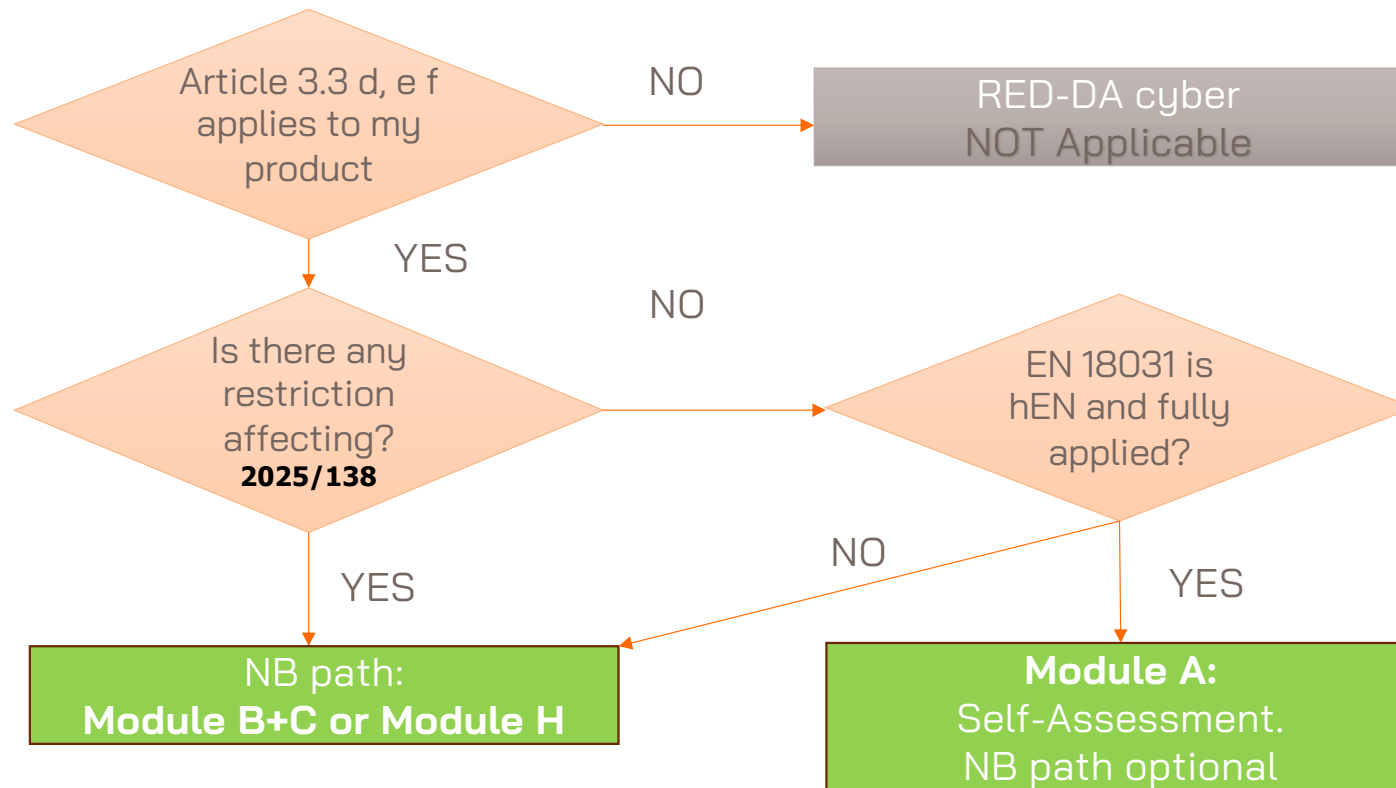 Article 3.3 d, e f
applies to my
product
NO
RED-DA cyber
NOT Applicable
YES
Is there any
restriction
affecting?
2025/138
NO
EN 18031 is
hEN and fully
applied?
YES
NO
YES
NB path:
Module B+C or Module H
Module A:
Self-Assessment.
NB path optional